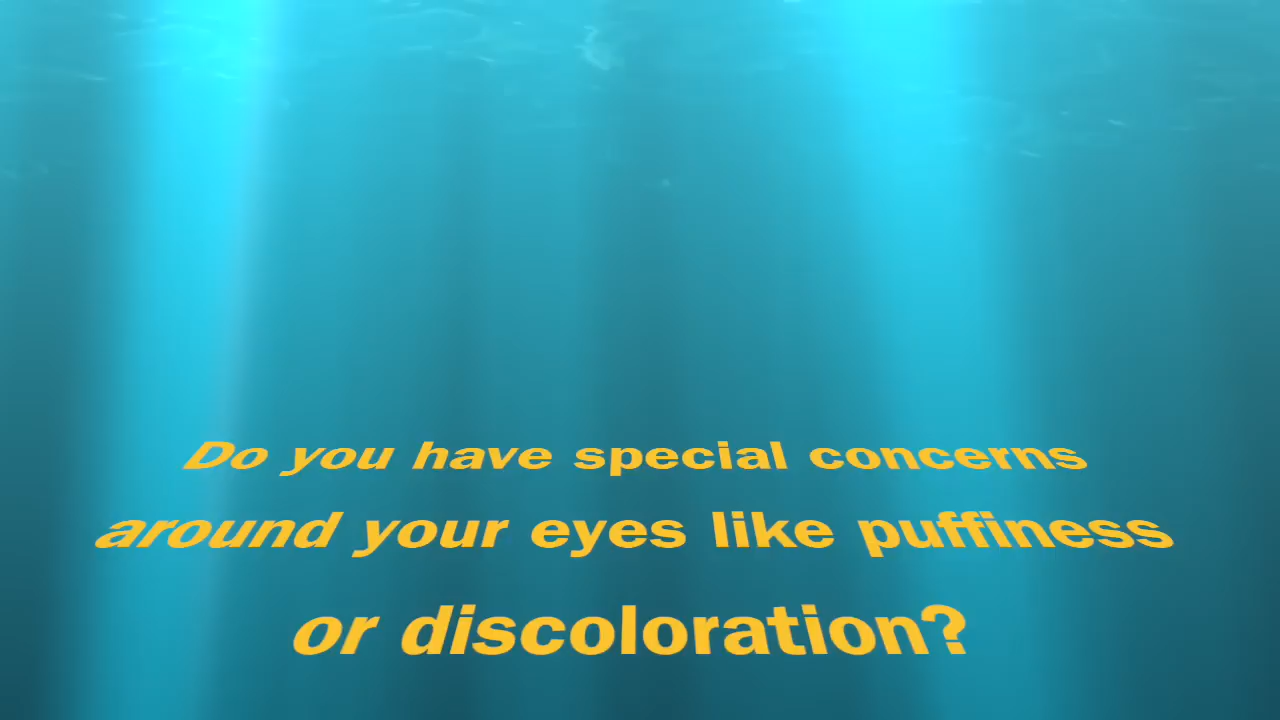 Do you have special concerns
around your eyes like puffiness
or discoloration?